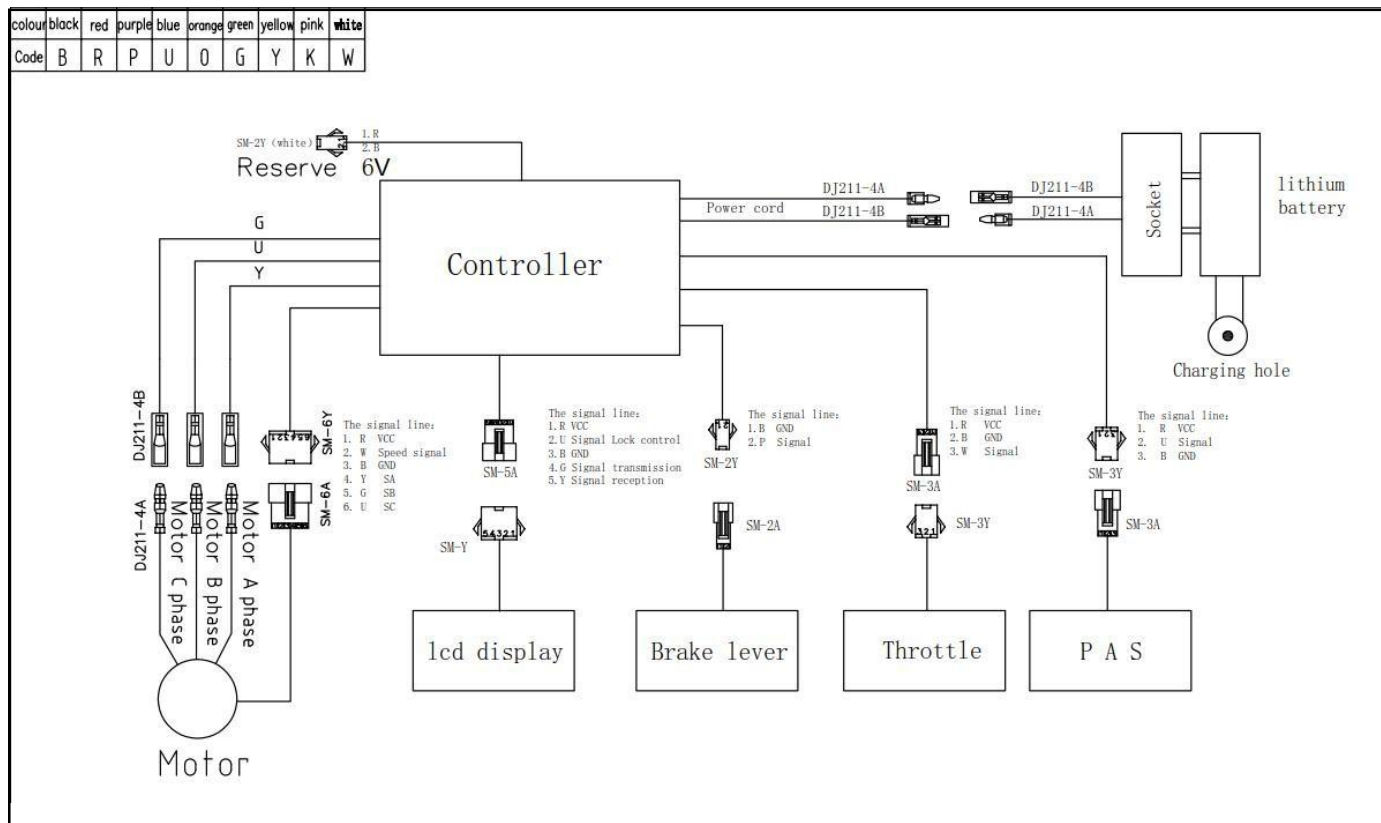 colour black red purple blue orange green yellow pink white
Code B R P U O G Y K W
SM-2Y (white)
1.R
2.B
Reserve 6V
G
U
Y
Controller
DJ211-4A
Power cord
DJ211-4B
DJ211-4B
DJ211-4A
Socket
lithium
battery
Charging hole
DJ211-4B
DJ211-4A
SM-6Y
SM-6A
The signal line:
1. R VCC
2. W Speed signal
3. B GND
4. Y SA
5. G SB
6. U SC
SM-5A
The signal line:
1.R VCC
2.U Signal Lock control
3.B GND
4.G Signal transmission
5.Y Signal reception
54321
SM-Y
SM-2Y
The signal line:
1.B GND
2.P Signal
SM-2A
SM-3A
The signal line:
1.R VCC
2.B GND
3.W Signal
321
SM-3Y
SM-3Y
The signal line:
1. R VCC
2. U Signal
3. B GND
SM-3A
Motor C phase
Motor B phase
Motor A phase
Motor
lcd display
Brake lever
Throttle
P A S